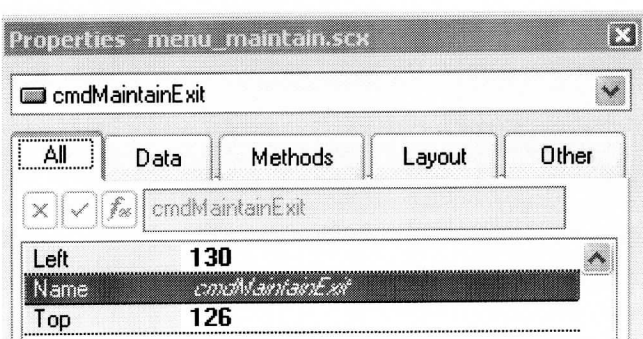 Properties - menu_maintain.scx
cmdMaintainExit
All Data Methods Layout Other
cmdMaintainExit
Left 130
Name cmdMaintainExit
Top 126